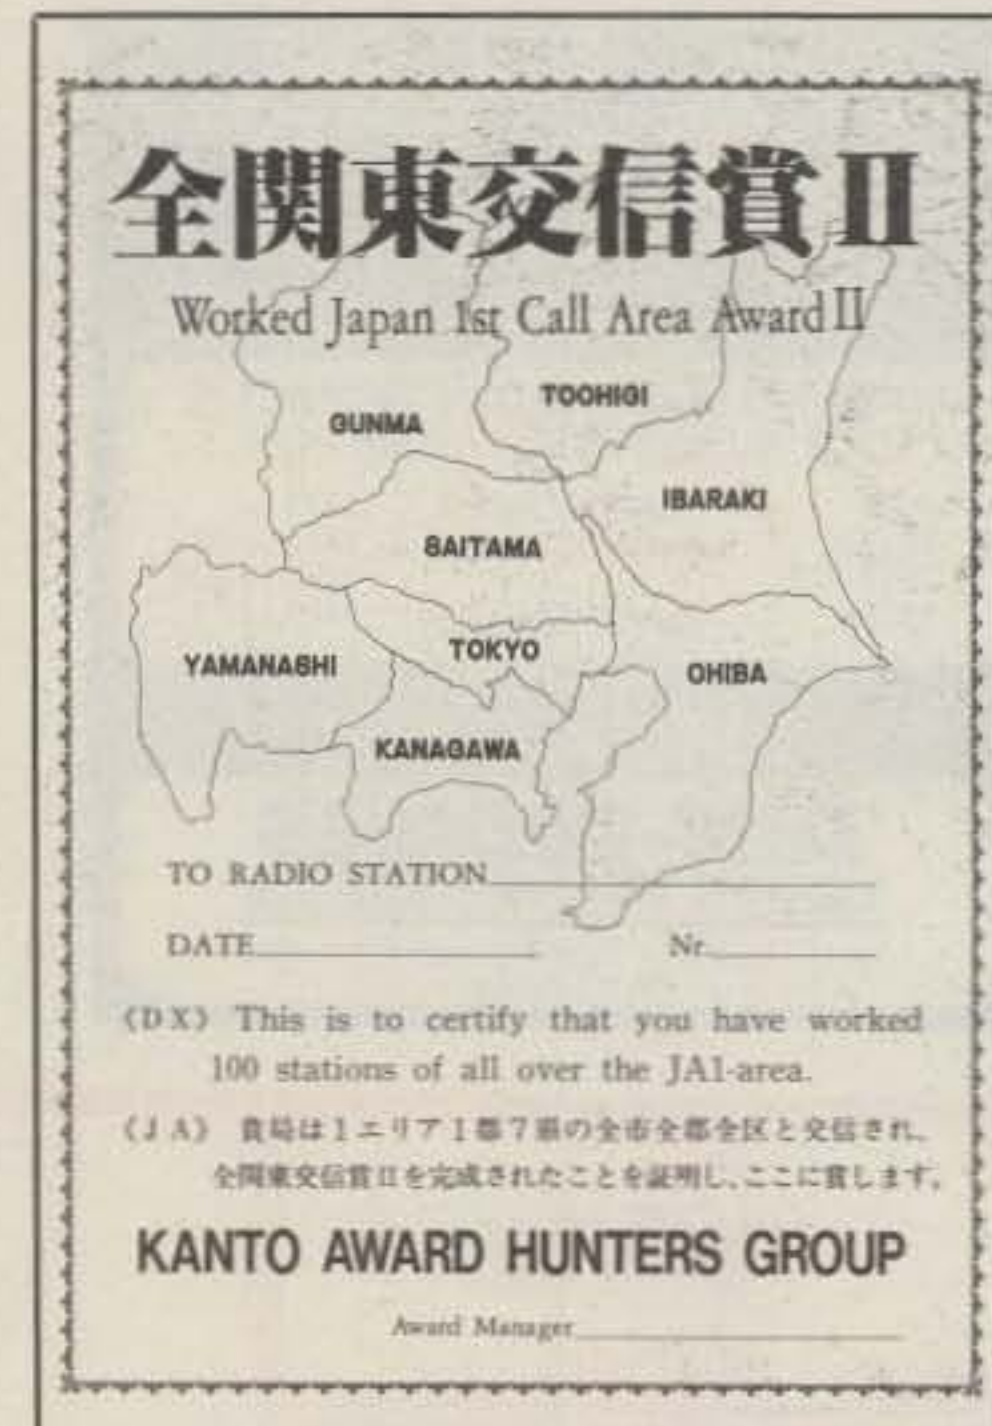 全関東交信賞II
Worked Japan 1st Call Area Award II
TOOHIGI
GUNMA
IBARAKI
SAITAMA
TOKYO
YAMANASHI
OHIBA
KANAGAWA
TO RADIO STATION
DATE Nr.
《DX》 This is to certify that you have worked
100 stations of all over the JA1-area.
《JA》 貴局は1エリア1都7県の全市全郡全区と交信され、
全関東交信賞IIを完成されたことを証明し、ここに賞します。
KANTO AWARD HUNTERS GROUP
Award Manager